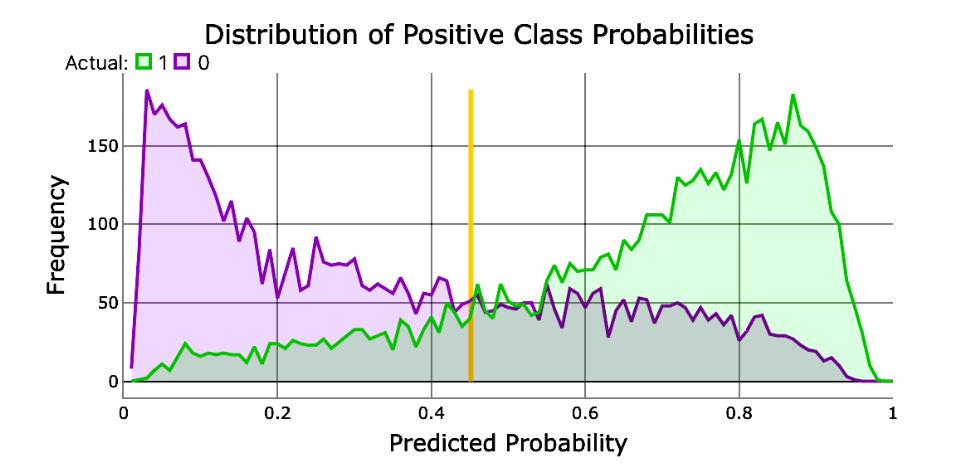 Distribution of Positive Class Probabilities
Actual: 1 0
Frequency
150
100
50
0
0 0.2 0.4 0.6 0.8 1
Predicted Probability